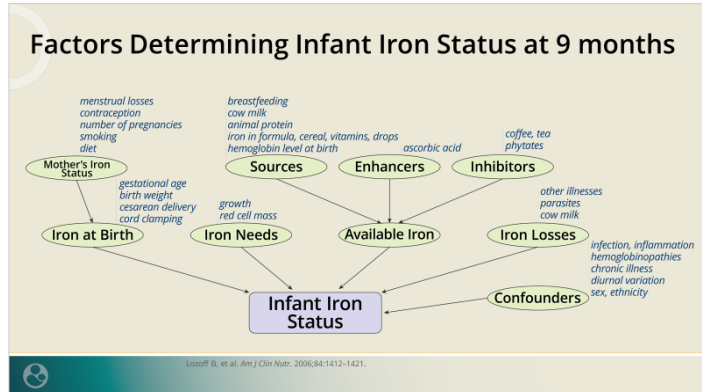 Factors Determining Infant Iron Status at 9 months
menstrual losses
contraception
number of pregnancies
smoking
diet
Mother's Iron
Status
breastfeeding
cow milk
animal protein
iron in formula, cereal, vitamins, drops
hemoglobin level at birth
Sources
ascorbic acid
Enhancers
coffee, tea
phytates
Inhibitors
gestational age
birth weight
cesarean delivery
cord clamping
Iron at Birth
growth
red cell mass
Iron Needs
Available Iron
other illnesses
parasites
cow milk
Iron Losses
infection, inflammation
hemoglobinopathies
chronic illness
diurnal variation
sex, ethnicity
Confounders
Infant Iron
Status
Lozoff B, et al. Am J Clin Nutr. 2006;84:1412–1421.